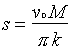 s = v₀M / πk